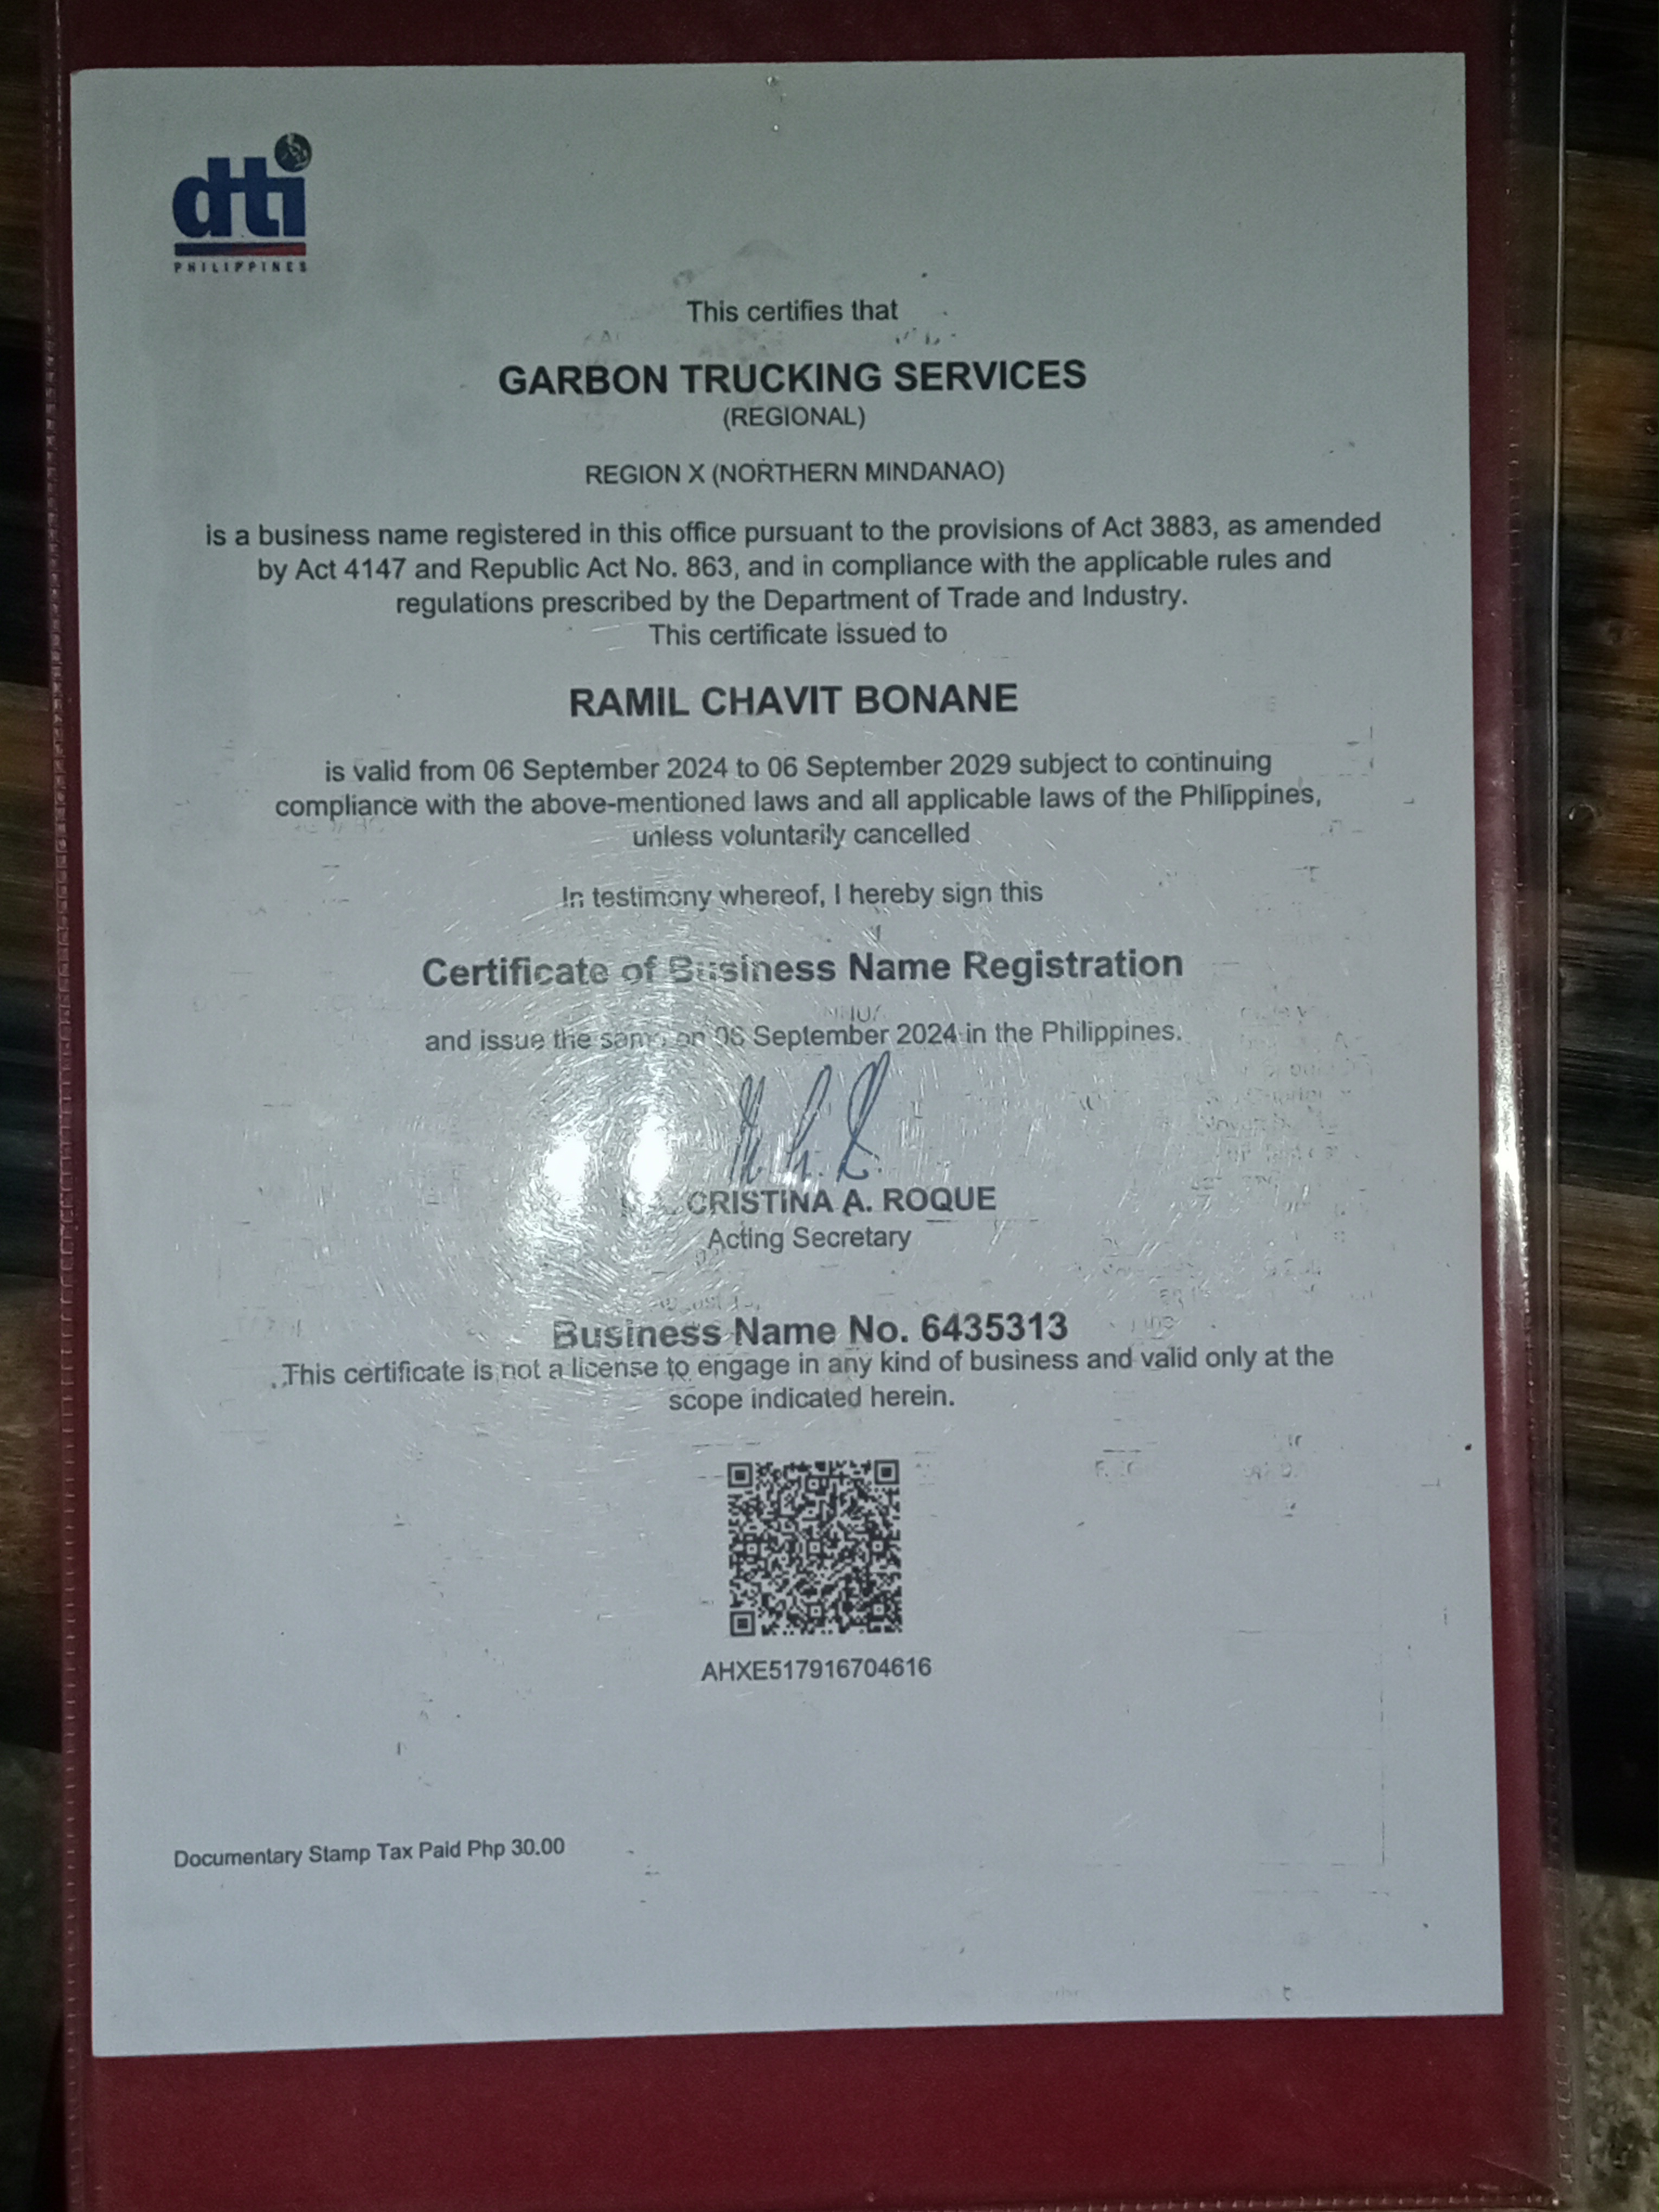 dti
PHILIPPINES
This certifies that
GARBON TRUCKING SERVICES
(REGIONAL)
REGION X (NORTHERN MINDANAO)
is a business name registered in this office pursuant to the provisions of Act 3883, as amended
by Act 4147 and Republic Act No. 863, and in compliance with the applicable rules and
regulations prescribed by the Department of Trade and Industry.
This certificate issued to
RAMIL CHAVIT BONANE
is valid from 06 September 2024 to 06 September 2029 subject to continuing
compliance with the above-mentioned laws and all applicable laws of the Philippines,
unless voluntarily cancelled
In testimony whereof, I hereby sign this
Certificate of Business Name Registration
and issue the same on 06 September 2024 in the Philippines.
CRISTINA A. ROQUE
Acting Secretary
Business Name No. 6435313
This certificate is not a license to engage in any kind of business and valid only at the
scope indicated herein.
AHXE517916704616
Documentary Stamp Tax Paid Php 30.00